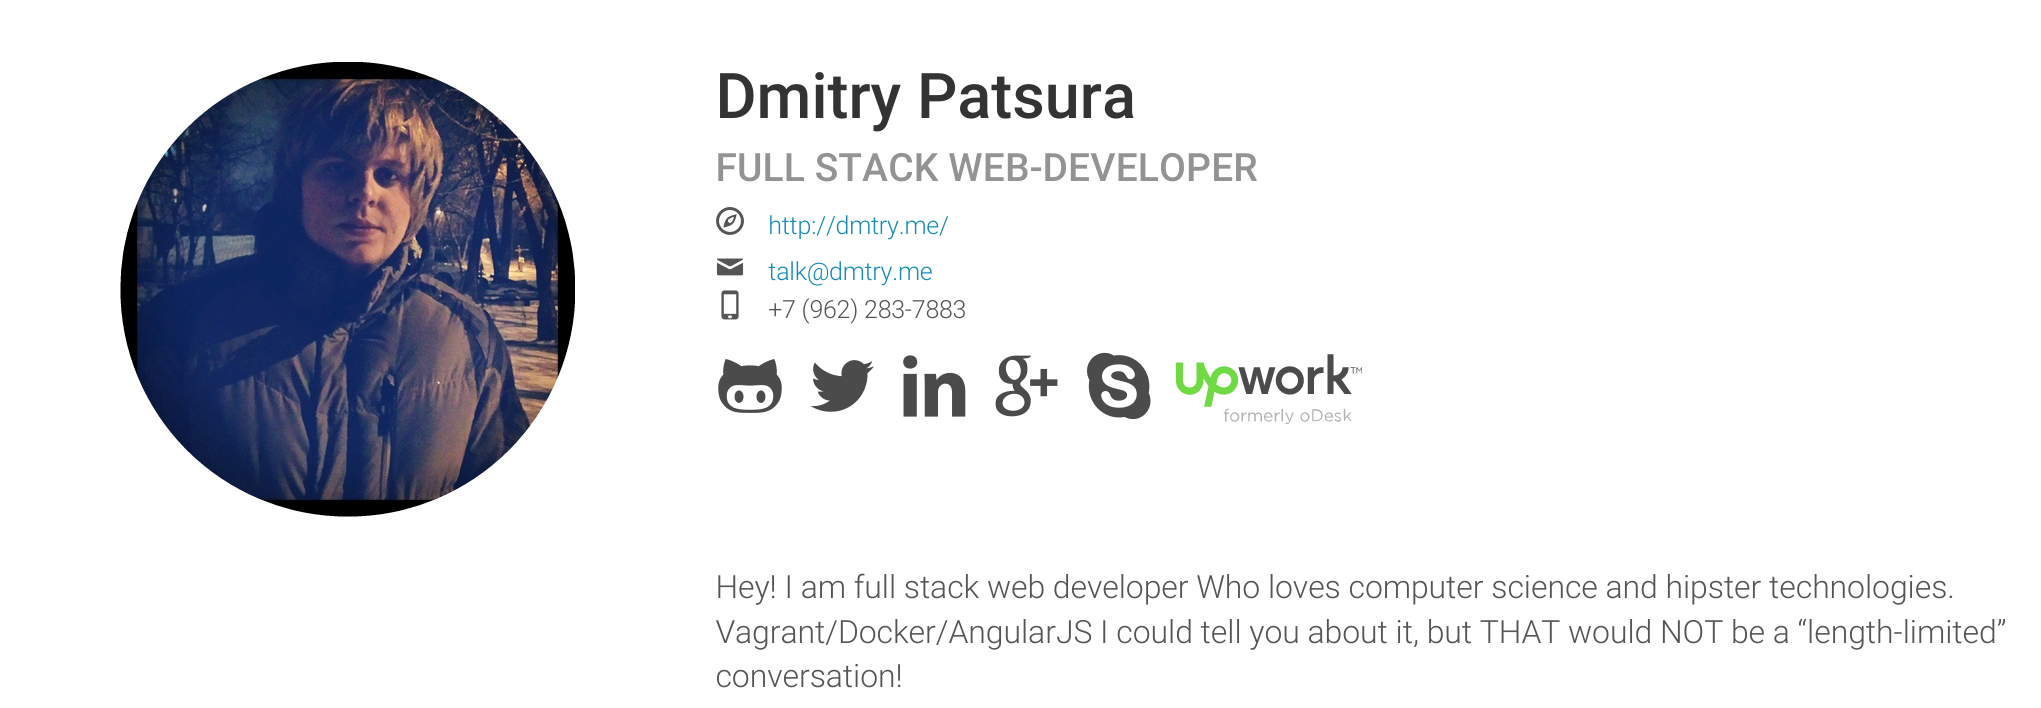 Dmitry Patsura
FULL STACK WEB-DEVELOPER
http://dmtry.me/
talk@dmtry.me
+7 (962) 283-7883
in g+ S upwork™
formerly oDesk
Hey! I am full stack web developer Who loves computer science and hipster technologies.
Vagrant/Docker/AngularJS I could tell you about it, but THAT would NOT be a “length-limited”
conversation!